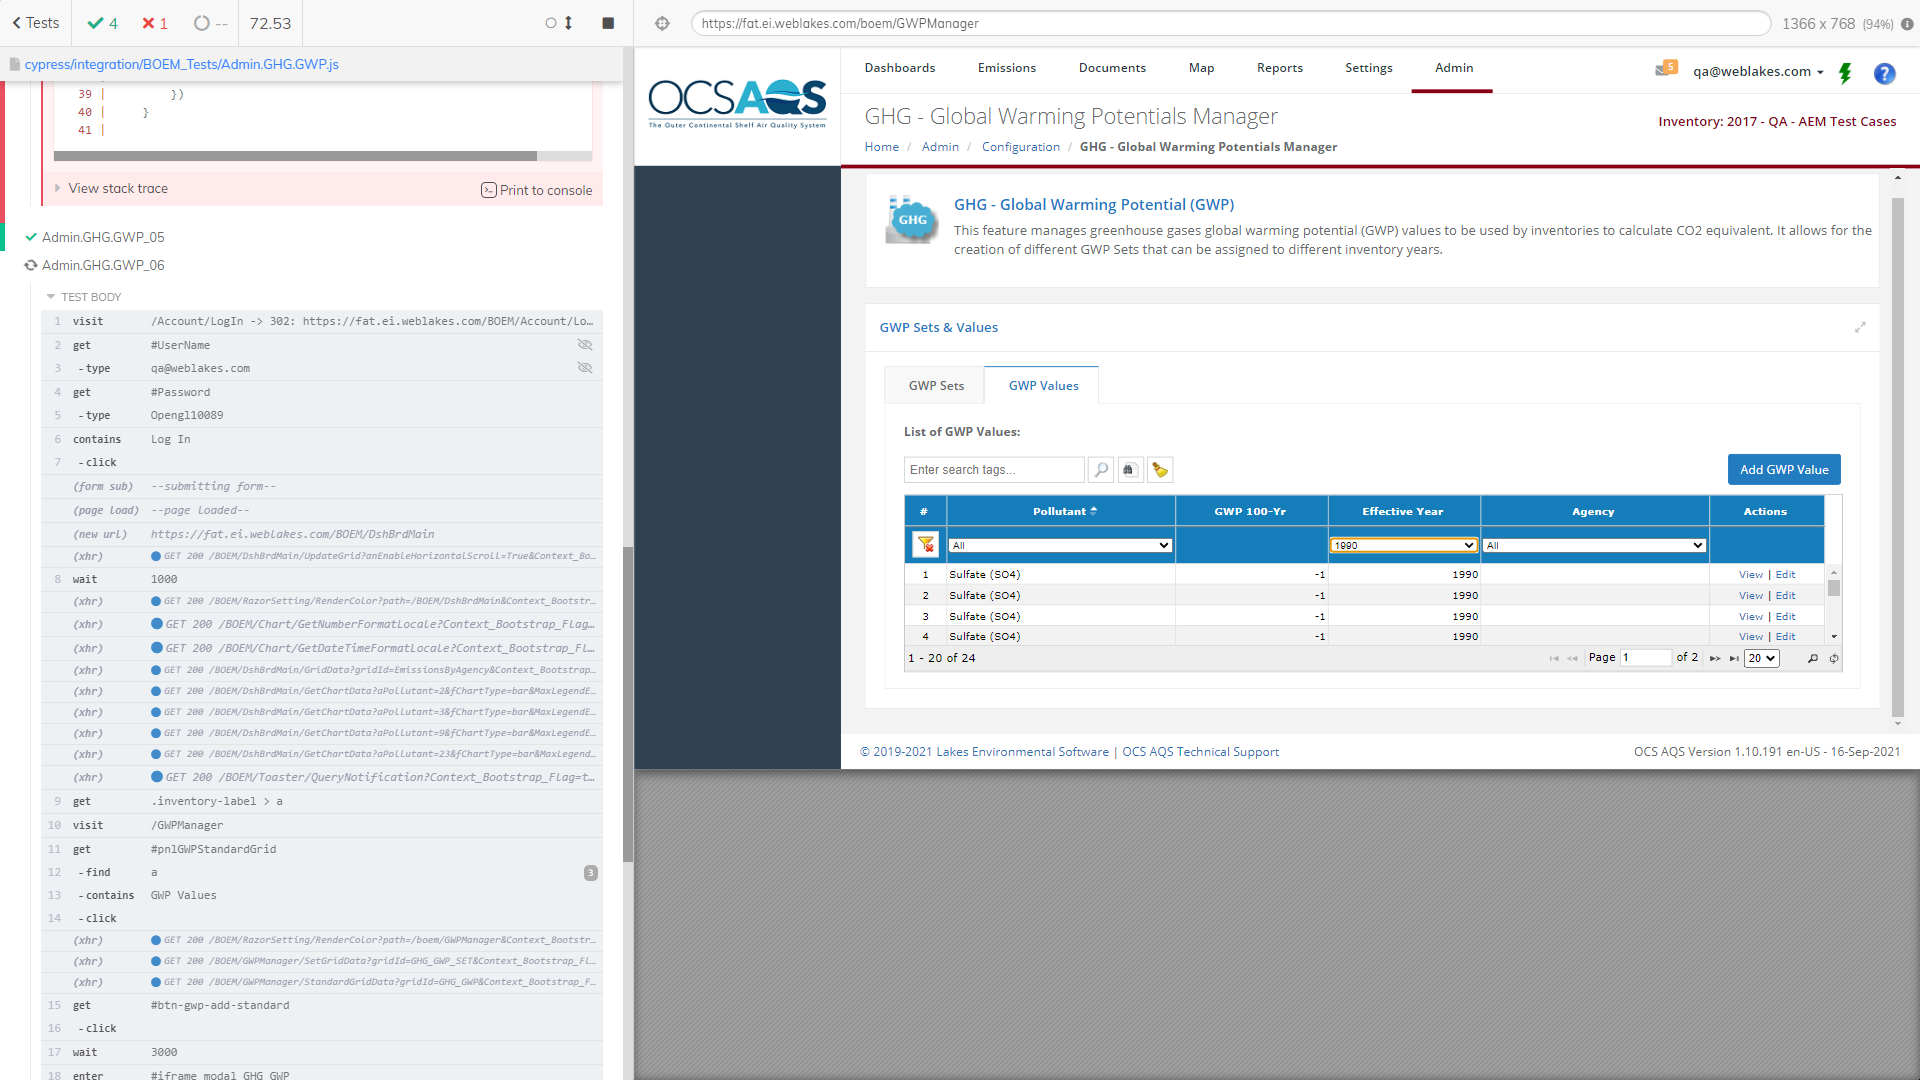 Tests
4
1
--
72.53
cypress/integration/BOEM_Tests/Admin.GHG.GWP.js
39 | })
40 | }
41 |
View stack trace
Print to console
Admin.GHG.GWP_05
Admin.GHG.GWP_06
TEST BODY
1 visit /Account/LogIn -> 302: https://fat.ei.weblakes.com/BOEM/Account/Lo…
2 get #UserName
3 -type qa@weblakes.com
4 get #Password
5 -type Opengl10089
6 contains Log In
7 -click
(form sub) --submitting form--
(page load) --page loaded--
(new url) https://fat.ei.weblakes.com/BOEM/DshBrdMain
(xhr) GET 200 /BOEM/DshBrdMain/UpdateGrid?anEnableHorizontalScroll=True&Context_Bo…
8 wait 1000
(xhr) GET 200 /BOEM/RazorSetting/RenderColor?path=/BOEM/DshBrdMain&Context_Bootstr…
(xhr) GET 200 /BOEM/Chart/GetNumberFormatLocale?Context_Bootstrap_Flag…
(xhr) GET 200 /BOEM/Chart/GetDateTimeFormatLocale?Context_Bootstrap_Fl…
(xhr) GET 200 /BOEM/DshBrdMain/GridData?gridId=EmissionsByAgency&Context_Bootstrap…
(xhr) GET 200 /BOEM/DshBrdMain/GetChartData?aPollutant=2&fChartType=bar&MaxLegendE…
(xhr) GET 200 /BOEM/DshBrdMain/GetChartData?aPollutant=3&fChartType=bar&MaxLegendE…
(xhr) GET 200 /BOEM/DshBrdMain/GetChartData?aPollutant=9&fChartType=bar&MaxLegendE…
(xhr) GET 200 /BOEM/DshBrdMain/GetChartData?aPollutant=23&fChartType=bar&MaxLegend…
(xhr) GET 200 /BOEM/Toaster/QueryNotification?Context_Bootstrap_Flag=t…
9 get .inventory-label > a
10 visit /GWPManager
11 get #pnlGWPStandardGrid
12 -find a 3
13 -contains GWP Values
14 -click
(xhr) GET 200 /BOEM/RazorSetting/RenderColor?path=/boem/GWPManager&Context_Bootstr…
(xhr) GET 200 /BOEM/GWPManager/SetGridData?gridId=GHG_GWP_SET&Context_Bootstrap_Fl…
(xhr) GET 200 /BOEM/GWPManager/StandardGridData?gridId=GHG_GWP&Context_Bootstrap_F…
15 get #btn-gwp-add-standard
16 -click
17 wait 3000
18 enter #iframe_modal_GHG_GWP
https://fat.ei.weblakes.com/boem/GWPManager
1366 x 768 (94%)
OCSAQS
The Outer Continental Shelf Air Quality System
Dashboards Emissions Documents Map Reports Settings Admin
5
qa@weblakes.com
?
GHG - Global Warming Potentials Manager
Inventory: 2017 - QA - AEM Test Cases
Home / Admin / Configuration / GHG - Global Warming Potentials Manager
GHG
GHG - Global Warming Potential (GWP)
This feature manages greenhouse gases global warming potential (GWP) values to be used by inventories to calculate CO2 equivalent. It allows for the
creation of different GWP Sets that can be assigned to different inventory years.
GWP Sets & Values
GWP Sets GWP Values
List of GWP Values:
Enter search tags...
Add GWP Value
# Pollutant GWP 100-Yr Effective Year Agency Actions
All 1990 All
1 Sulfate (SO4) -1 1990 View | Edit
2 Sulfate (SO4) -1 1990 View | Edit
3 Sulfate (SO4) -1 1990 View | Edit
4 Sulfate (SO4) -1 1990 View | Edit
1 - 20 of 24
Page 1 of 2 20
© 2019-2021 Lakes Environmental Software | OCS AQS Technical Support
OCS AQS Version 1.10.191 en-US - 16-Sep-2021